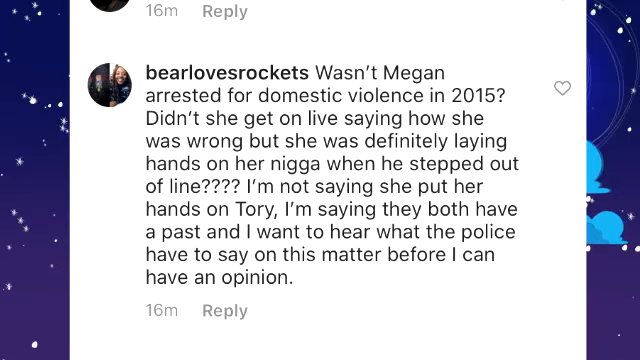 16m Reply
bearlovesrockets Wasn't Megan
arrested for domestic violence in 2015?
Didn't she get on live saying how she
was wrong but she was definitely laying
hands on her nigga when he stepped out
of line???? I'm not saying she put her
hands on Tory, I'm saying they both have
a past and I want to hear what the police
have to say on this matter before I can
have an opinion.
16m Reply